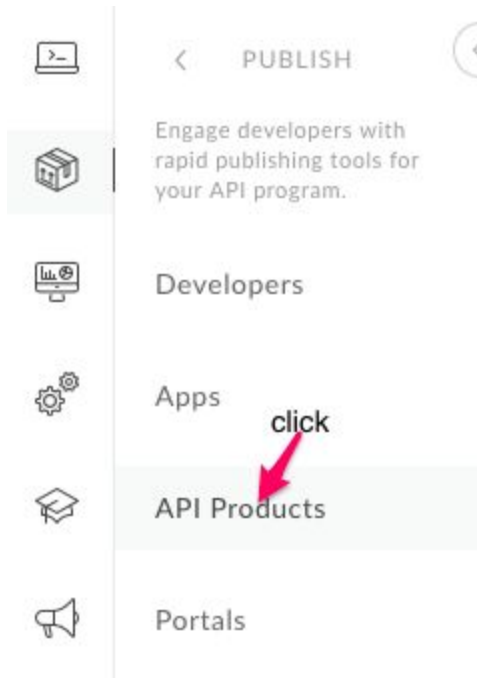 PUBLISH
Engage developers with
rapid publishing tools for
your API program.
Developers
Apps
click
API Products
Portals